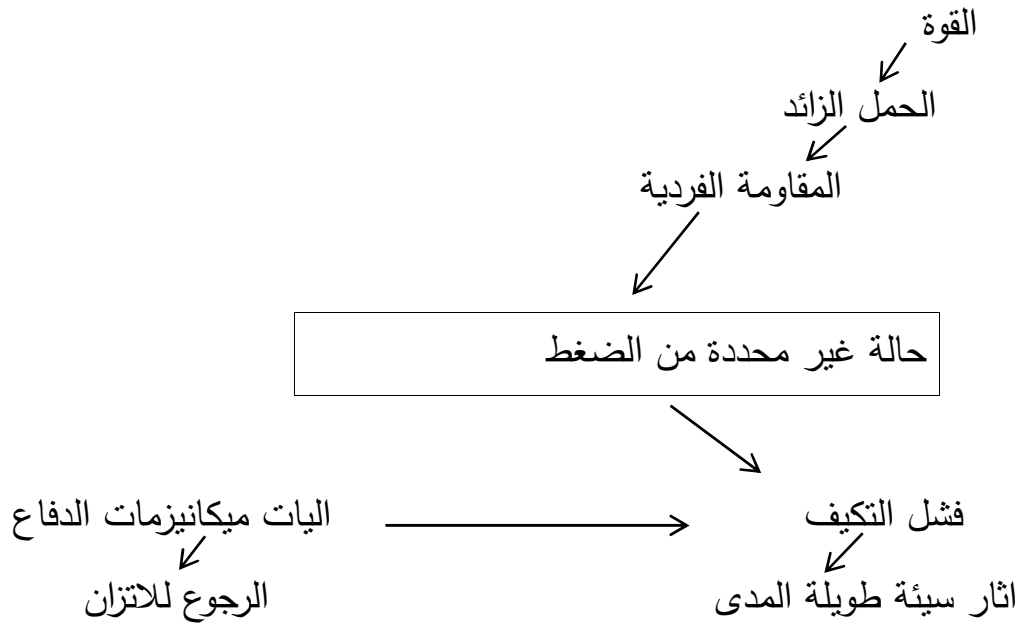 القوة
الحمل الزائد
المقاومة الفردية
حالة غير محددة من الضغط
فشل التكيف
اليات ميكانيزمات الدفاع
اثار سيئة طويلة المدى
الرجوع للاتزان